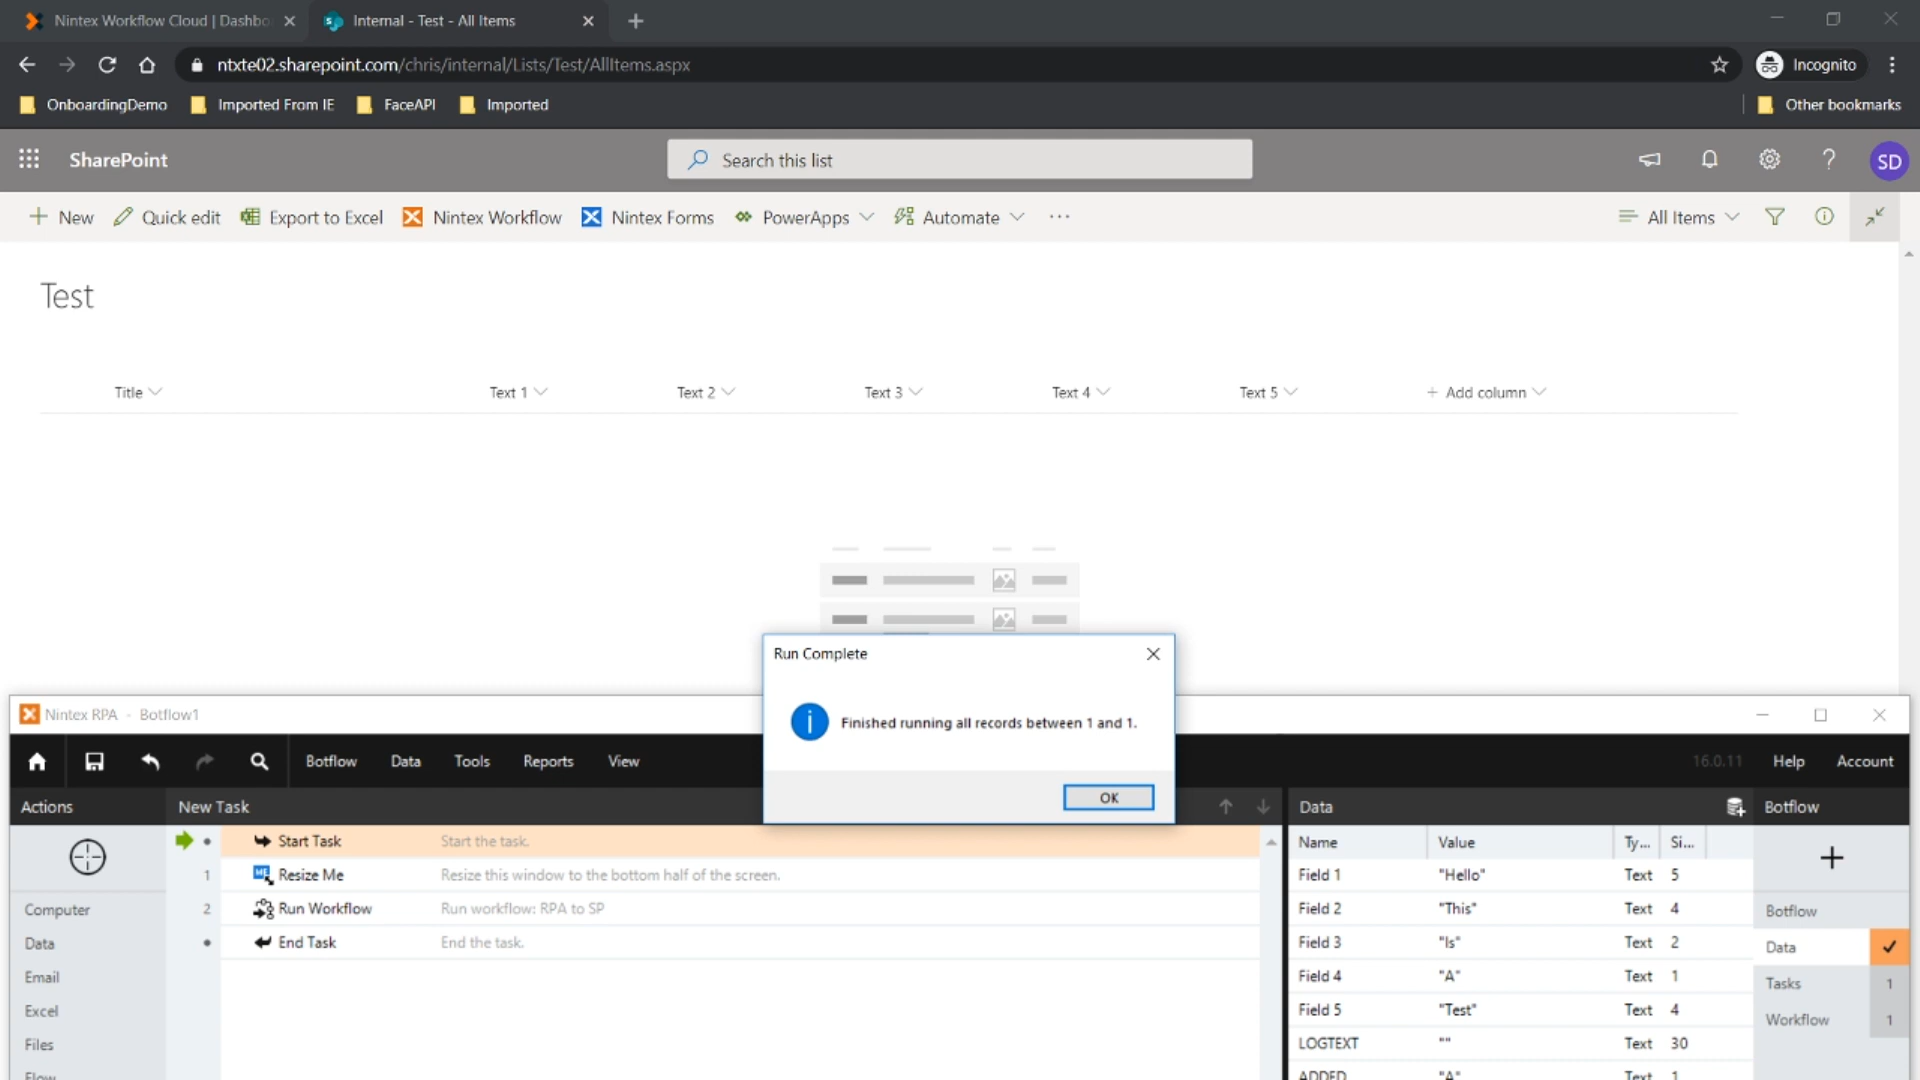 Nintex Workflow Cloud | Dashbo
Internal - Test - All Items
ntxte02.sharepoint.com/chris/internal/Lists/Test/AllItems.aspx
Incognito
OnboardingDemo
Imported From IE
FaceAPI
Imported
Other bookmarks
SharePoint
Search this list
SD
New
Quick edit
Export to Excel
Nintex Workflow
Nintex Forms
PowerApps
Automate
All Items
Test
Title
Text 1
Text 2
Text 3
Text 4
Text 5
Add column
Run Complete
Finished running all records between 1 and 1.
OK
Nintex RPA - Botflow1
Botflow
Data
Tools
Reports
View
16.0.11
Help
Account
Actions
New Task
Data
Botflow
Start Task
Start the task.
1
Resize Me
Resize this window to the bottom half of the screen.
2
Run Workflow
Run workflow: RPA to SP
End Task
End the task.
Computer
Data
Email
Excel
Files
Flow
Name Value Ty... Si...
Field 1 "Hello" Text 5
Field 2 "This" Text 4
Field 3 "Is" Text 2
Field 4 "A" Text 1
Field 5 "Test" Text 4
LOGTEXT "" Text 30
ADDED "A" Text 1
Botflow
Data
Tasks 1
Workflow 1